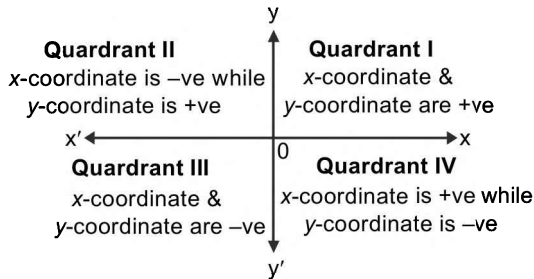 y
Quardrant II
x-coordinate is –ve while
y-coordinate is +ve
Quardrant I
x-coordinate &
y-coordinate are +ve
x′
x
0
Quardrant III
x-coordinate &
y-coordinate are –ve
Quardrant IV
x-coordinate is +ve while
y-coordinate is –ve
y′